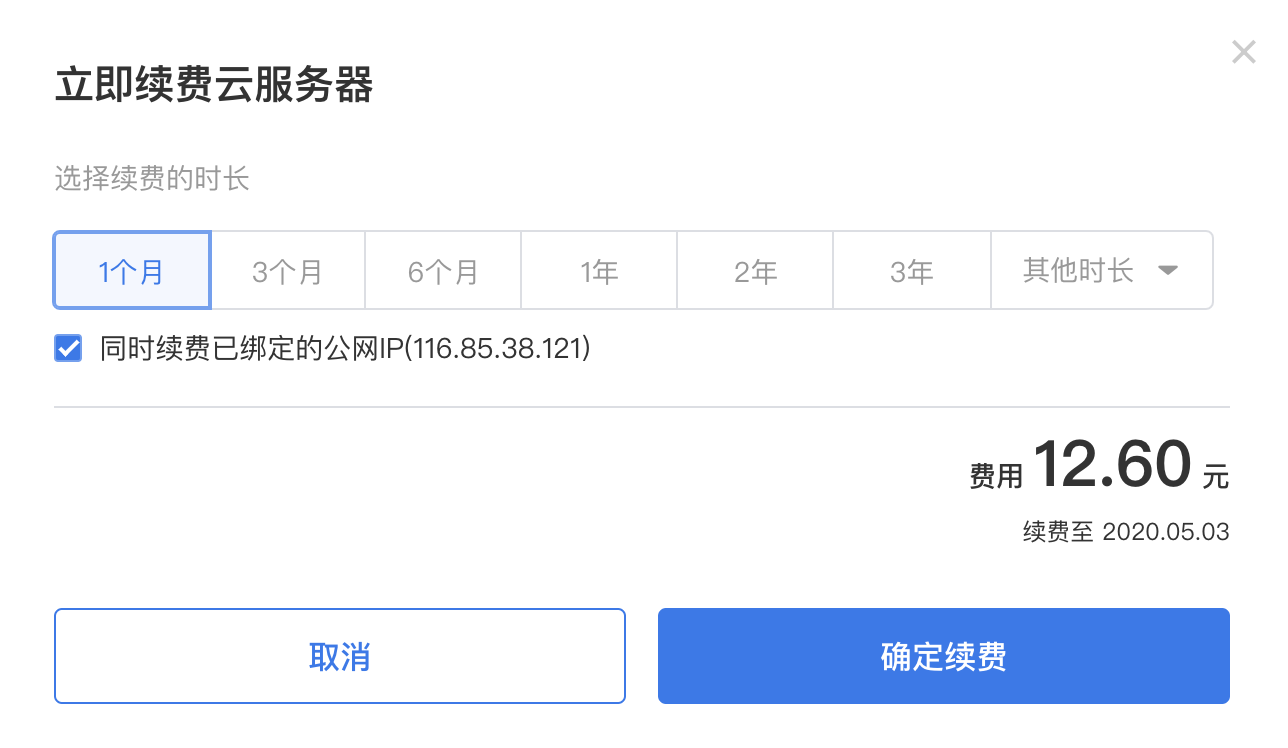 立即续费云服务器
选择续费的时长
1个月 3个月 6个月 1年 2年 3年 其他时长
同时续费已绑定的公网IP(116.85.38.121)
费用 12.60 元
续费至 2020.05.03
取消 确定续费